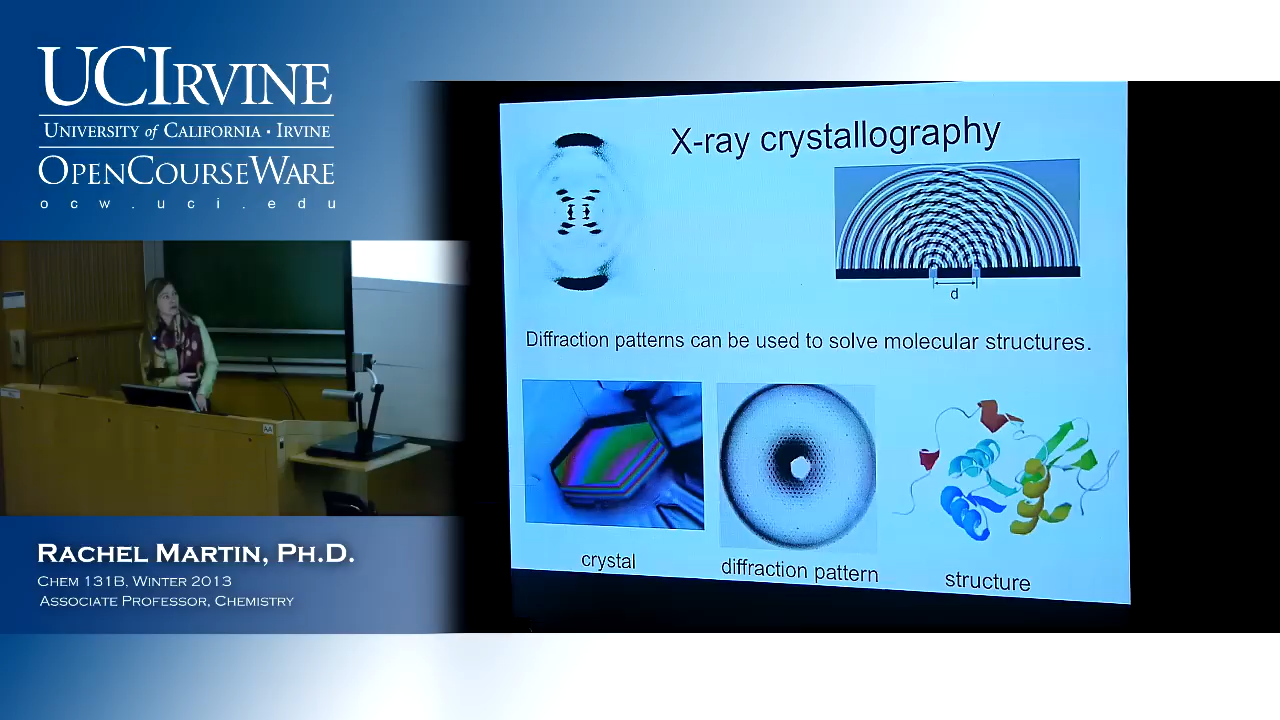 UCIRVINE
UNIVERSITY of CALIFORNIA · IRVINE
OPENCOURSEWARE
ocw.uci.edu
RACHEL MARTIN, PH.D.
CHEM 131B, WINTER 2013
ASSOCIATE PROFESSOR, CHEMISTRY
X-ray crystallography
d
Diffraction patterns can be used to solve molecular structures.
crystal
diffraction pattern
structure